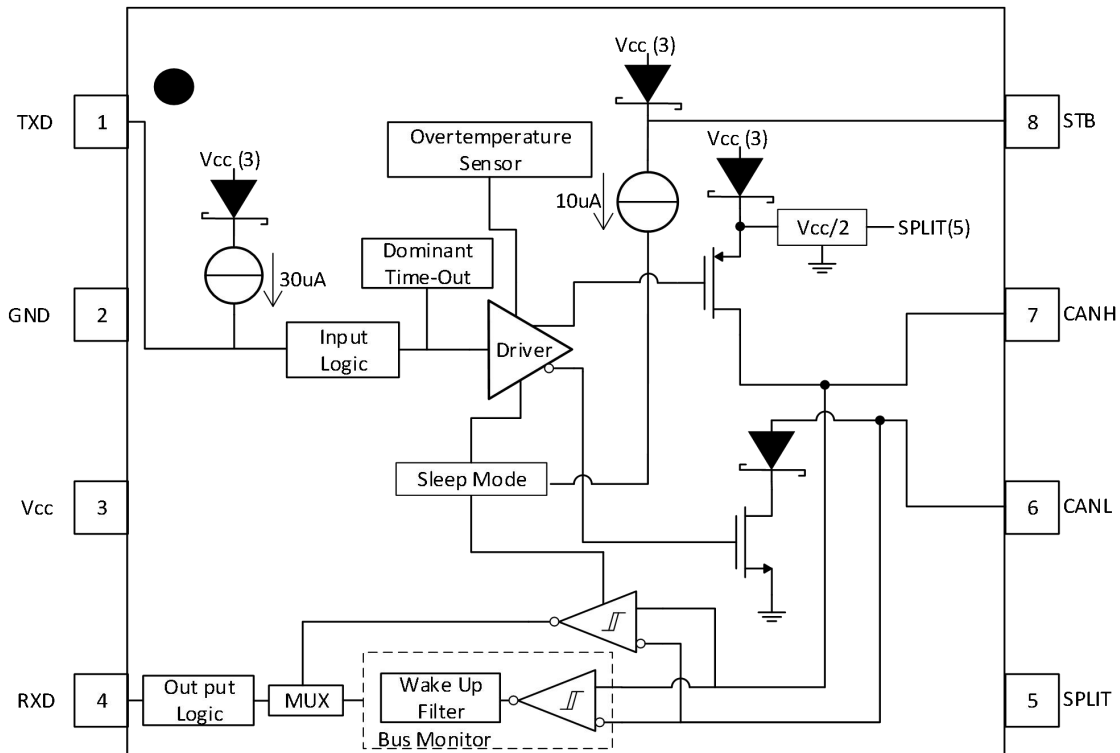 Vcc (3)
TXD
1
8
STB
Overtemperature
Sensor
Vcc (3)
Vcc (3)
10uA
Vcc/2
SPLIT(5)
Dominant
Time-Out
30uA
GND
2
7
CANH
Input
Logic
Driver
Sleep Mode
Vcc
3
6
CANL
RXD
4
Out put
Logic
MUX
Wake Up
Filter
Bus Monitor
5
SPLIT